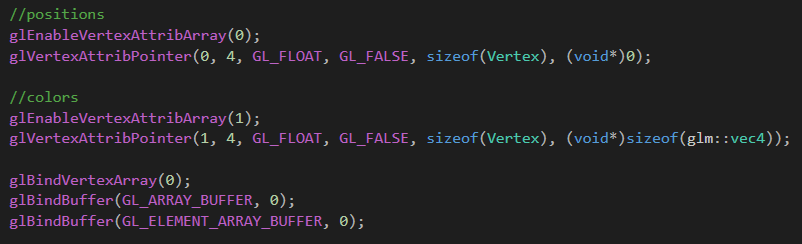 //positions
glEnableVertexAttribArray(0);
glVertexAttribPointer(0, 4, GL_FLOAT, GL_FALSE, sizeof(Vertex), (void*)0);
//colors
glEnableVertexAttribArray(1);
glVertexAttribPointer(1, 4, GL_FLOAT, GL_FALSE, sizeof(Vertex), (void*)sizeof(glm::vec4));
glBindVertexArray(0);
glBindBuffer(GL_ARRAY_BUFFER, 0);
glBindBuffer(GL_ELEMENT_ARRAY_BUFFER, 0);